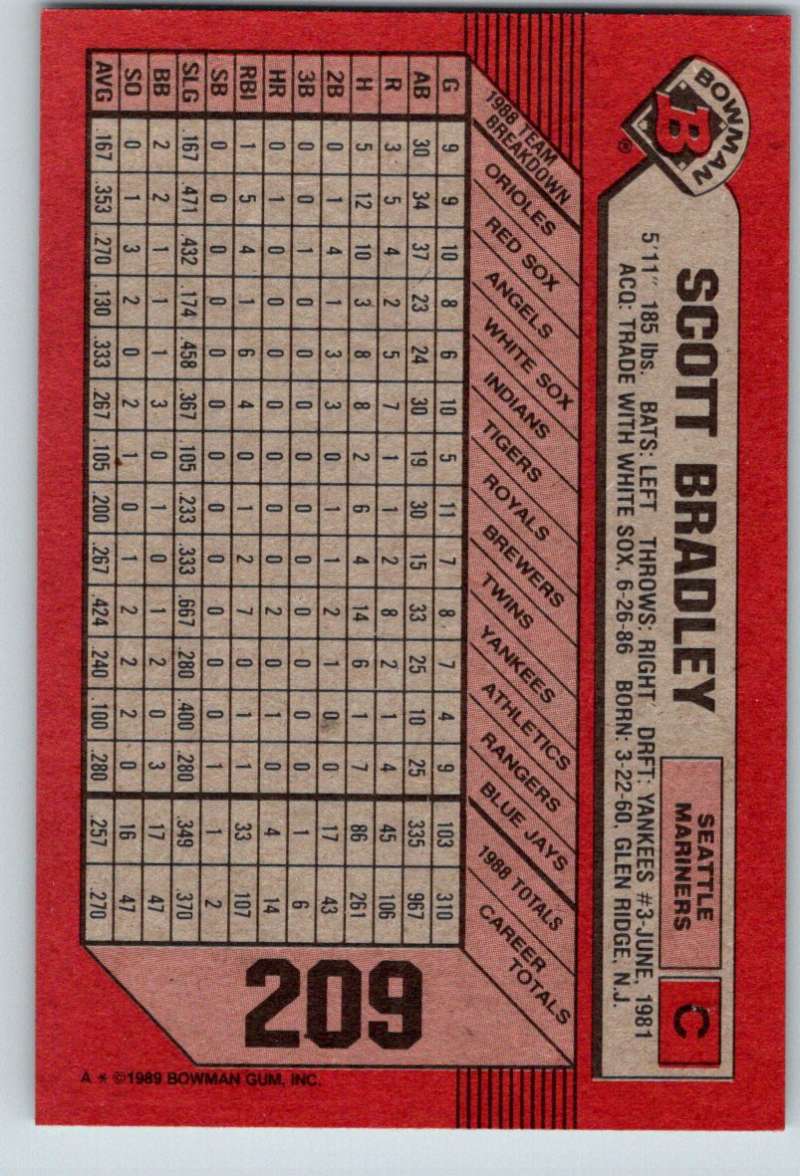 BOWMAN
B
®
SCOTT BRADLEY
SEATTLE
MARINERS
C
5'11" 185 lbs. BATS: LEFT THROWS: RIGHT DRFT: YANKEES #3-JUNE, 1981
ACQ: TRADE WITH WHITE SOX, 6-26-86 BORN: 3-22-60, GLEN RIDGE, N.J.
1988 TEAM BREAKDOWN ORIOLES RED SOX ANGELS WHITE SOX INDIANS TIGERS ROYALS BREWERS TWINS YANKEES ATHLETICS RANGERS BLUE JAYS 1988 TOTALS CAREER TOTALS
G 9 9 10 8 6 10 5 11 7 8 7 4 9 103 310
AB 30 34 37 23 24 30 19 30 15 33 25 10 25 335 967
R 3 5 4 2 5 7 1 1 2 8 2 1 4 45 106
H 5 12 10 3 8 8 2 6 4 14 6 1 7 86 261
2B 0 1 4 1 3 3 0 1 1 2 1 0 0 17 43
3B 0 0 1 0 0 0 0 0 0 0 0 0 0 1 6
HR 0 1 0 0 0 0 0 0 0 2 0 1 0 4 14
RBI 1 5 4 1 6 4 0 1 2 7 0 1 1 33 107
SB 0 0 0 0 0 0 0 0 0 0 0 0 1 1 2
SLG .167 .471 .432 .174 .458 .367 .105 .233 .333 .667 .280 .400 .280 .349 .370
BB 2 2 1 1 1 3 0 1 0 1 2 0 3 17 47
SO 0 1 3 2 0 2 1 0 1 2 2 2 0 16 47
AVG .167 .353 .270 .130 .333 .267 .105 .200 .267 .424 .240 .100 .280 .257 .270
209
A * ©1989 BOWMAN GUM, INC.